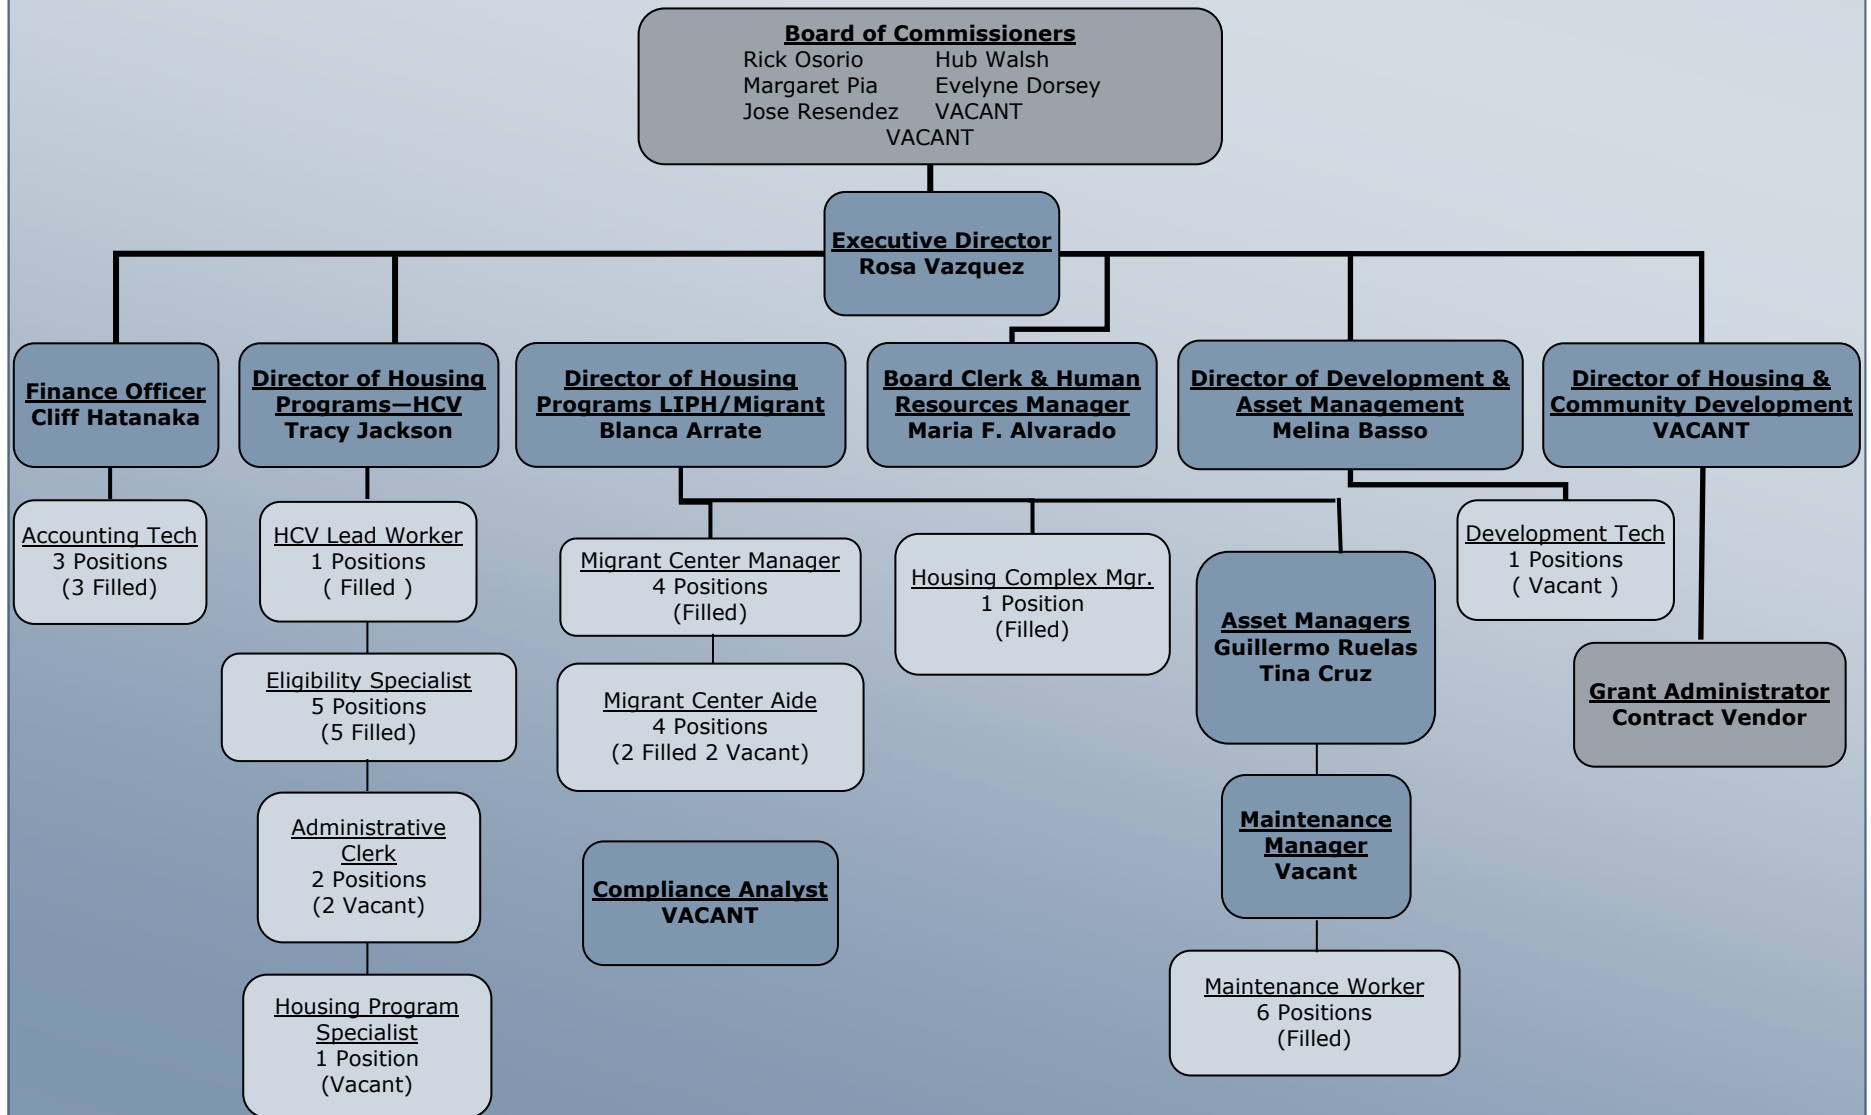 Board of Commissioners
Rick Osorio Hub Walsh
Margaret Pia Evelyne Dorsey
Jose Resendez VACANT
VACANT
Executive Director
Rosa Vazquez
Finance Officer
Cliff Hatanaka
Director of Housing
Programs—HCV
Tracy Jackson
Director of Housing
Programs LIPH/Migrant
Blanca Arrate
Board Clerk & Human
Resources Manager
Maria F. Alvarado
Director of Development &
Asset Management
Melina Basso
Director of Housing &
Community Development
VACANT
Accounting Tech
3 Positions
(3 Filled)
HCV Lead Worker
1 Positions
( Filled )
Eligibility Specialist
5 Positions
(5 Filled)
Administrative
Clerk
2 Positions
(2 Vacant)
Housing Program
Specialist
1 Position
(Vacant)
Migrant Center Manager
4 Positions
(Filled)
Migrant Center Aide
4 Positions
(2 Filled 2 Vacant)
Compliance Analyst
VACANT
Housing Complex Mgr.
1 Position
(Filled)
Asset Managers
Guillermo Ruelas
Tina Cruz
Maintenance
Manager
Vacant
Maintenance Worker
6 Positions
(Filled)
Development Tech
1 Positions
( Vacant )
Grant Administrator
Contract Vendor